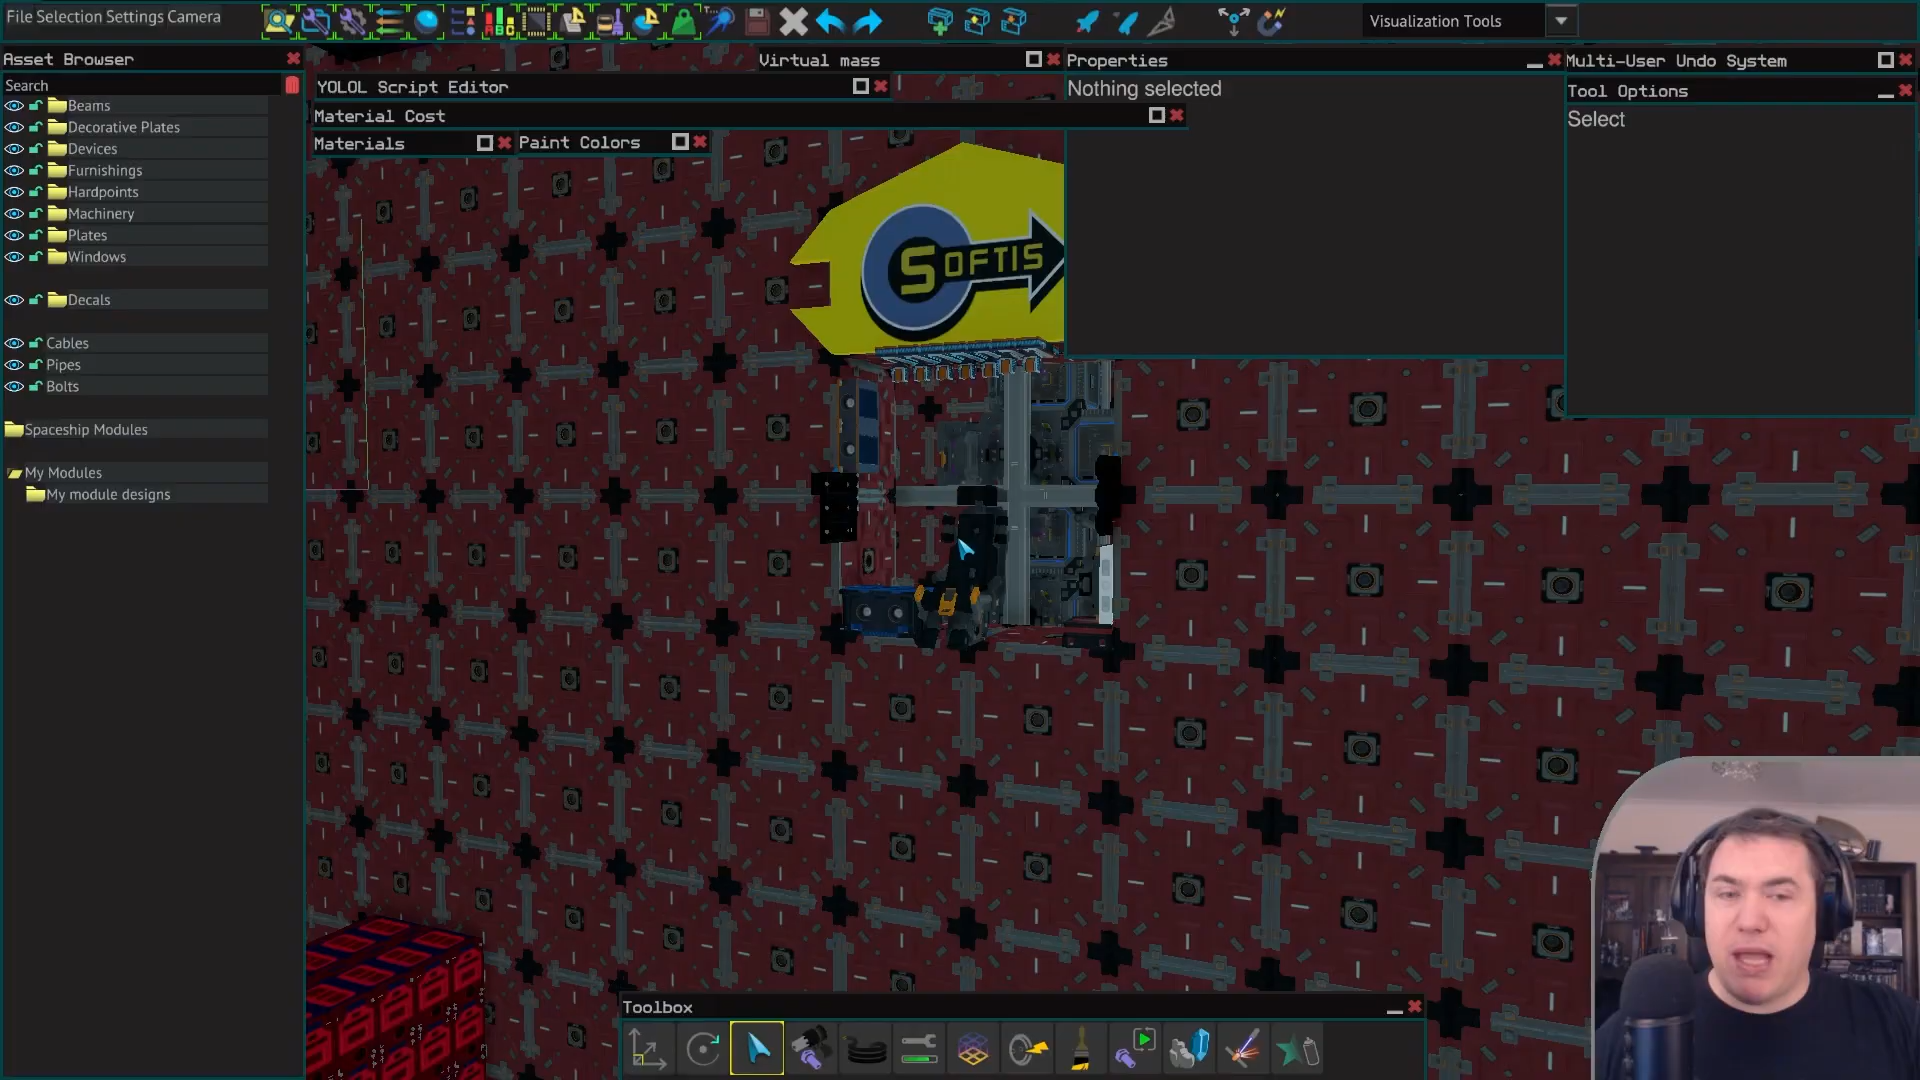 File Selection Settings Camera
Visualization Tools
Asset Browser
Search
Beams
Decorative Plates
Devices
Furnishings
Hardpoints
Machinery
Plates
Windows
Decals
Cables
Pipes
Bolts
Spaceship Modules
My Modules
My module designs
Virtual mass
YOLOL Script Editor
Material Cost
Materials
Paint Colors
Properties
Nothing selected
Multi-User Undo System
Tool Options
Select
SOFTIS
Toolbox